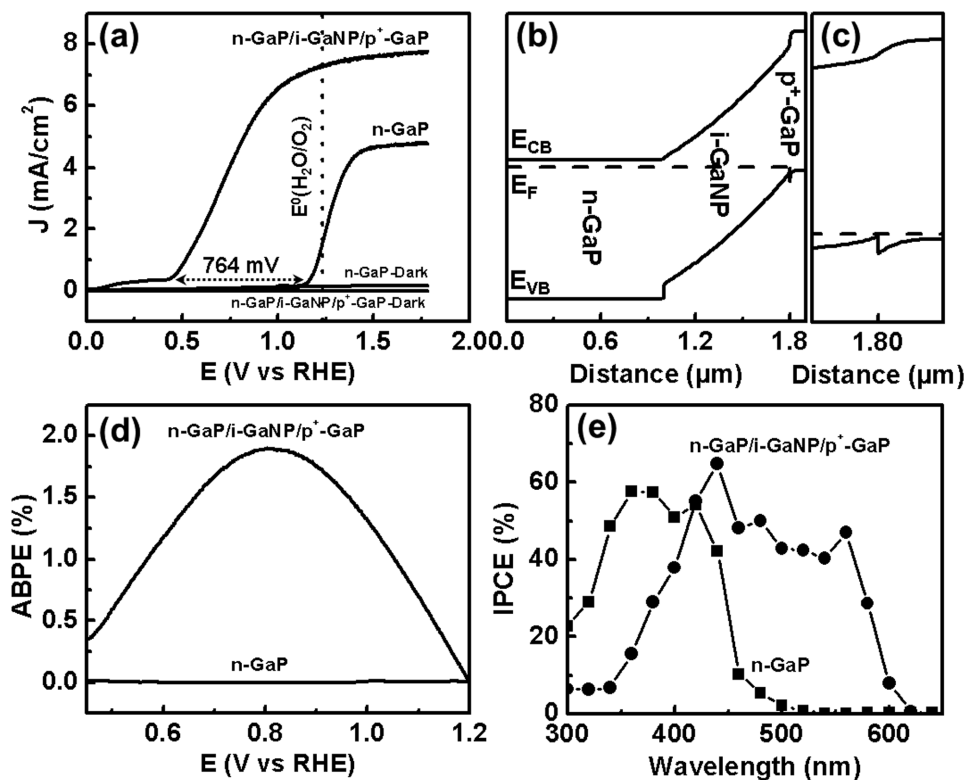 (a)
n-GaP/i-GaNP/p⁺-GaP
n-GaP
E⁰(H₂O/O₂)
764 mV
n-GaP-Dark
n-GaP/i-GaNP/p⁺-GaP-Dark
J (mA/cm²)
8
6
4
2
0
0.0 0.5 1.0 1.5 2.0
E (V vs RHE)
(b)
E_CB
E_F
E_VB
n-GaP
i-GaNP
p⁺-GaP
0.0 0.6 1.2 1.8
Distance (μm)
(c)
1.80
Distance (μm)
(d)
n-GaP/i-GaNP/p⁺-GaP
n-GaP
ABPE (%)
2.0
1.5
1.0
0.5
0.0
0.6 0.8 1.0 1.2
E (V vs RHE)
(e)
n-GaP/i-GaNP/p⁺-GaP
n-GaP
IPCE (%)
80
60
40
20
0
300 400 500 600
Wavelength (nm)